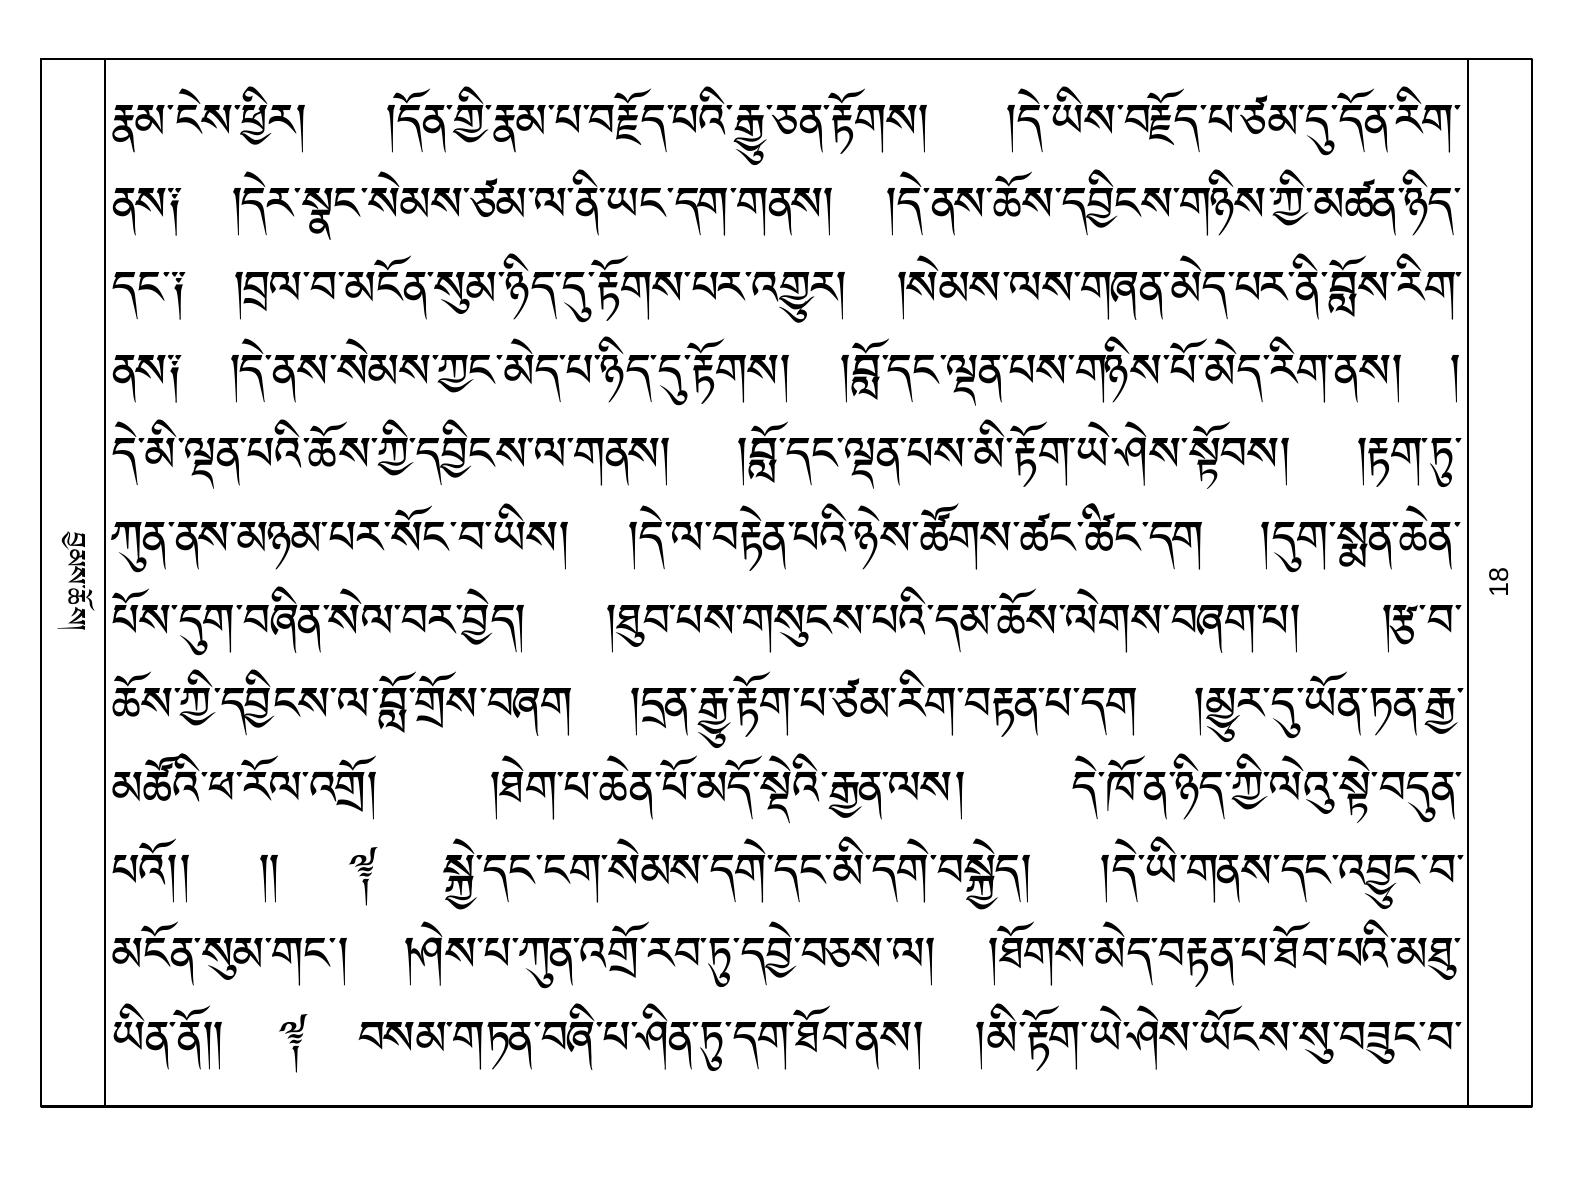 རྣམ་ངེས་ཕྱིར། །དོན་གྱི་རྣམ་པ་བརྗོད་པའི་རྒྱུ་ཅན་རྟོགས། །དེ་ཡིས་བརྗོད་པ་ཙམ་དུ་དོན་རིག་
ནས༑ །དེར་སྣང་སེམས་ཙམ་ལ་ནི་ཡང་དག་གནས། །དེ་ནས་ཆོས་དབྱིངས་གཉིས་ཀྱི་མཚན་ཉིད་
དང་༑ །བྲལ་བ་མངོན་སུམ་ཉིད་དུ་རྟོགས་པར་འགྱུར། །སེམས་ལས་གཞན་མེད་པར་ནི་བློས་རིག་
ནས༑ །དེ་ནས་སེམས་ཀྱང་མེད་པ་ཉིད་དུ་རྟོགས། །བློ་དང་ལྡན་པས་གཉིས་པོ་མེད་རིག་ནས། །
དེ་མི་ལྡན་པའི་ཆོས་ཀྱི་དབྱིངས་ལ་གནས། །བློ་དང་ལྡན་པས་མི་རྟོག་ཡེ་ཤེས་སྟོབས། །རྟག་ཏུ་
ཀུན་ནས་མཉམ་པར་སོང་བ་ཡིས། །དེ་ལ་བརྟེན་པའི་ཉེས་ཚོགས་ཚང་ཚིང་དག །དུག་སྨན་ཆེན་
པོས་དུག་བཞིན་སེལ་བར་བྱེད། །ཐུབ་པས་གསུངས་པའི་དམ་ཆོས་ལེགས་བཞག་པ། །རྩ་བ་
ཆོས་ཀྱི་དབྱིངས་ལ་བློ་གྲོས་བཞག །དྲན་རྒྱུ་རྟོག་པ་ཙམ་རིག་བརྟན་པ་དག །མྱུར་དུ་ཡོན་ཏན་རྒྱ་
མཚོའི་ཕ་རོལ་འགྲོ། །ཐེག་པ་ཆེན་པོ་མདོ་སྡེའི་རྒྱན་ལས། དེ་ཁོ་ན་ཉིད་ཀྱི་ལེའུ་སྟེ་བདུན་
པའོ།། །། ༈ སྐྱེ་དང་ངག་སེམས་དགེ་དང་མི་དགེ་བསྐྱེད། །དེ་ཡི་གནས་དང་འབྱུང་བ་
མངོན་སུམ་གང་། །ཤེས་པ་ཀུན་འགྲོ་རབ་ཏུ་དབྱེ་བཅས་ལ། །ཐོགས་མེད་བརྟན་པ་ཐོབ་པའི་མཐུ་
ཡིན་ནོ།། ༈ བསམ་གཏན་བཞི་པ་ཤིན་ཏུ་དག་ཐོབ་ནས། །མི་རྟོག་ཡེ་ཤེས་ཡོངས་སུ་བཟུང་བ་
18